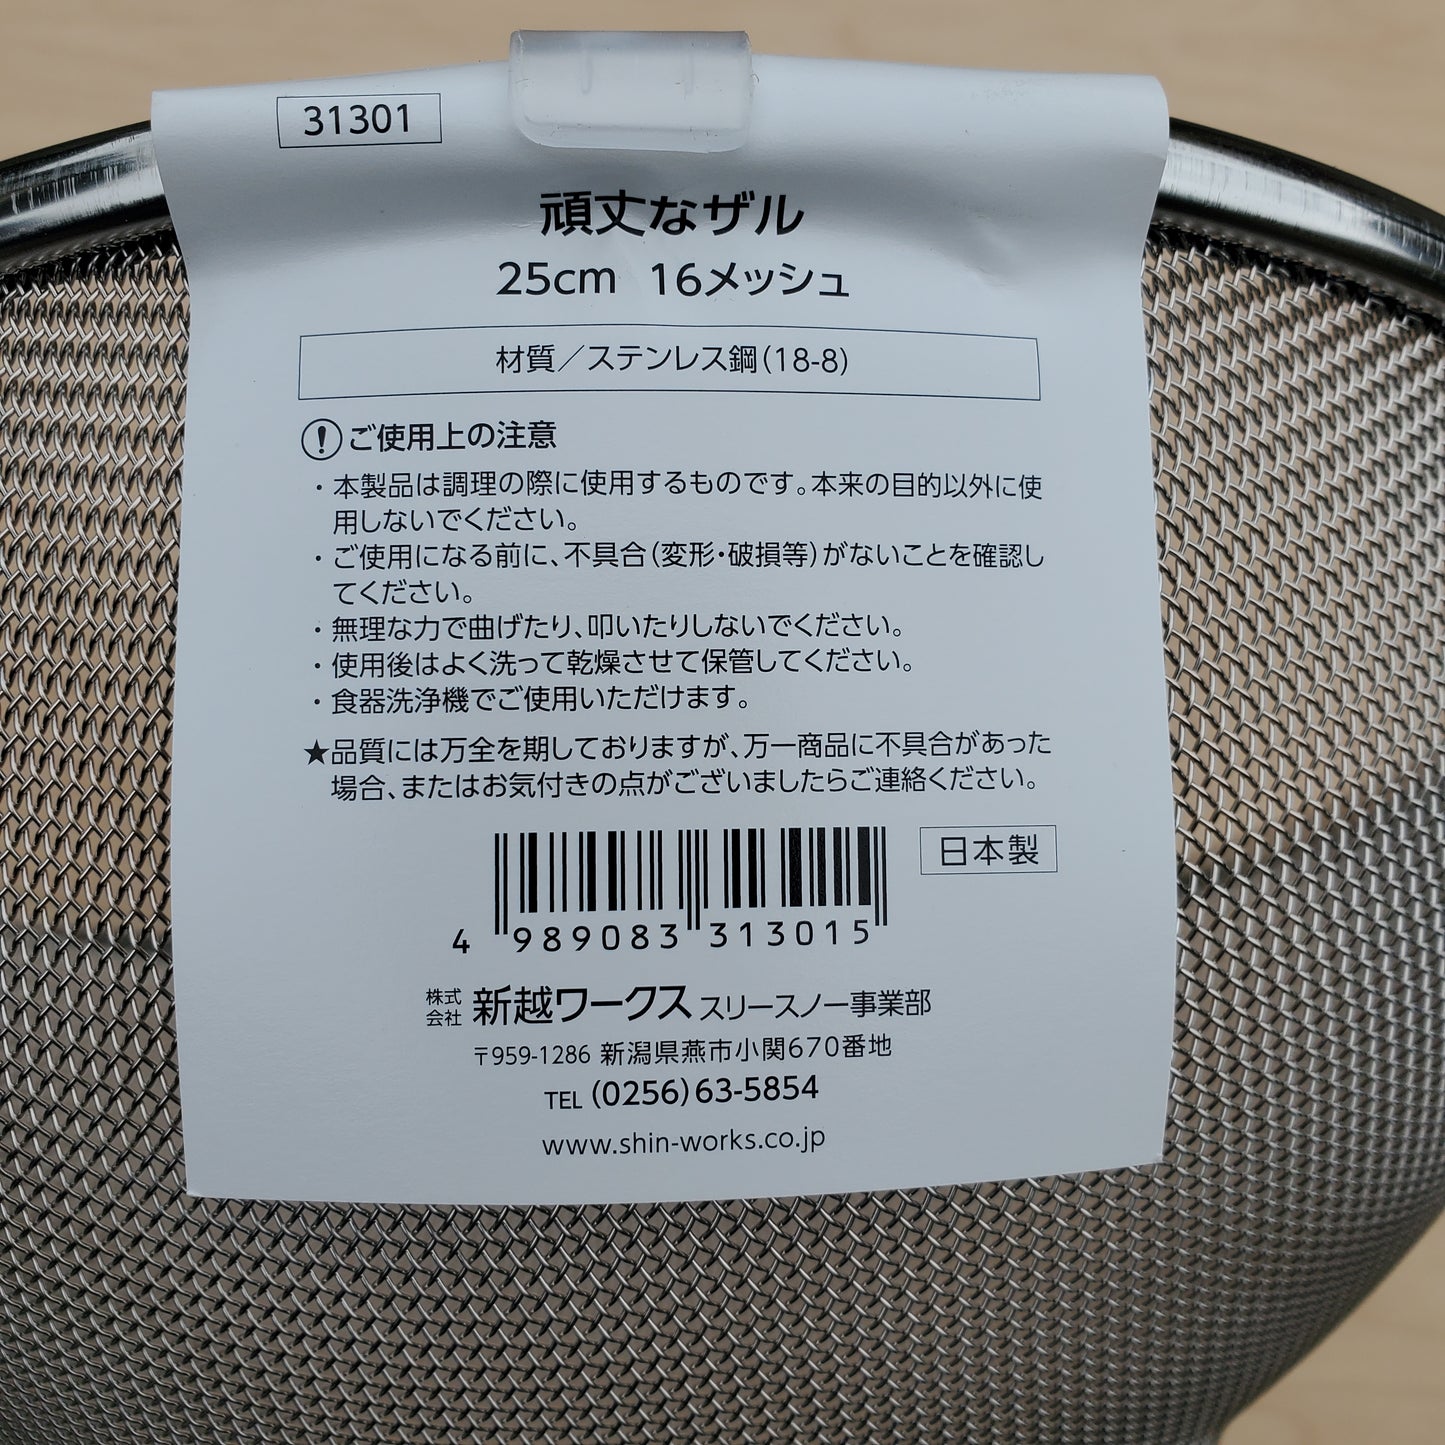 31301
頑丈なザル
25cm 16メッシュ
材質／ステンレス鋼(18-8)
! ご使用上の注意
・本製品は調理の際に使用するものです。本来の目的以外に使
用しないでください。
・ご使用になる前に、不具合(変形・破損等)がないことを確認し
てください。
・無理な力で曲げたり、叩いたりしないでください。
・使用後はよく洗って乾燥させて保管してください。
・食器洗浄機でご使用いただけます。
★品質には万全を期しておりますが、万一商品に不具合があった
場合、またはお気付きの点がございましたらご連絡ください。
日本製
4 989083 313015
株式会社 新越ワークス スリースノー事業部
〒959-1286 新潟県燕市小関670番地
TEL (0256)63-5854
www.shin-works.co.jp